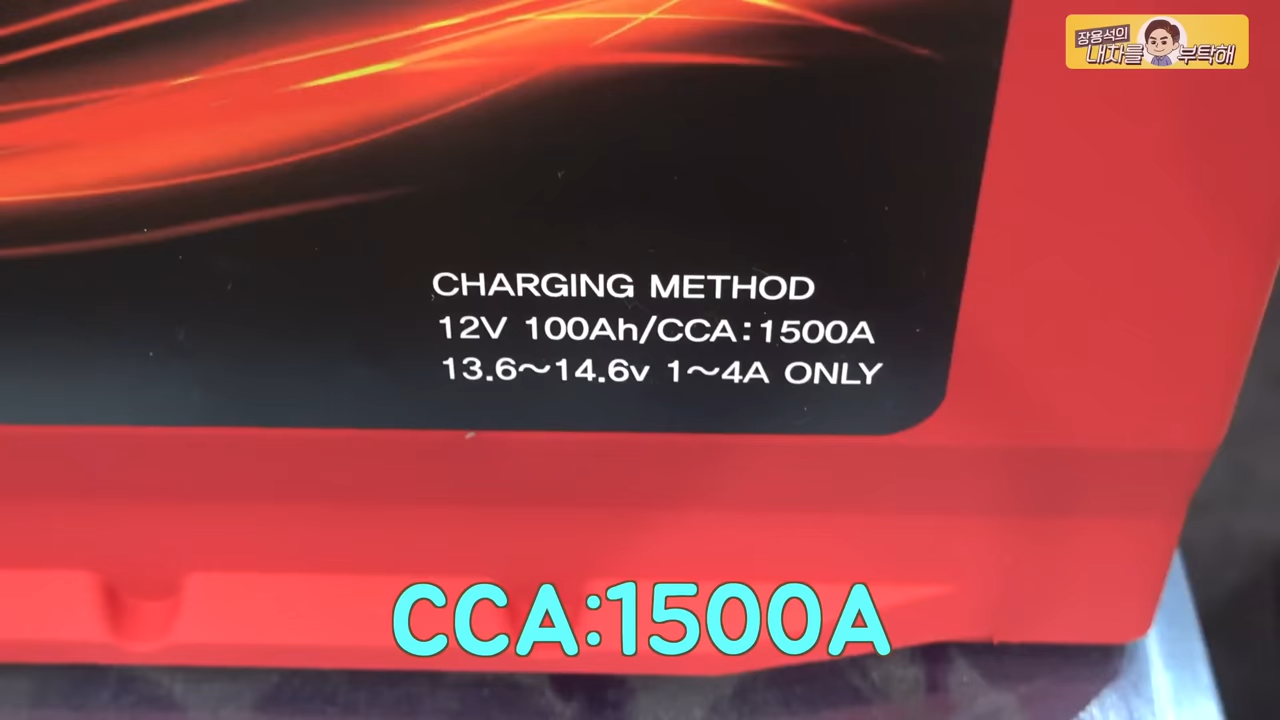 장용석의
내차를 부탁해
CHARGING METHOD
12V 100Ah/CCA:1500A
13.6~14.6v 1~4A ONLY
CCA:1500A